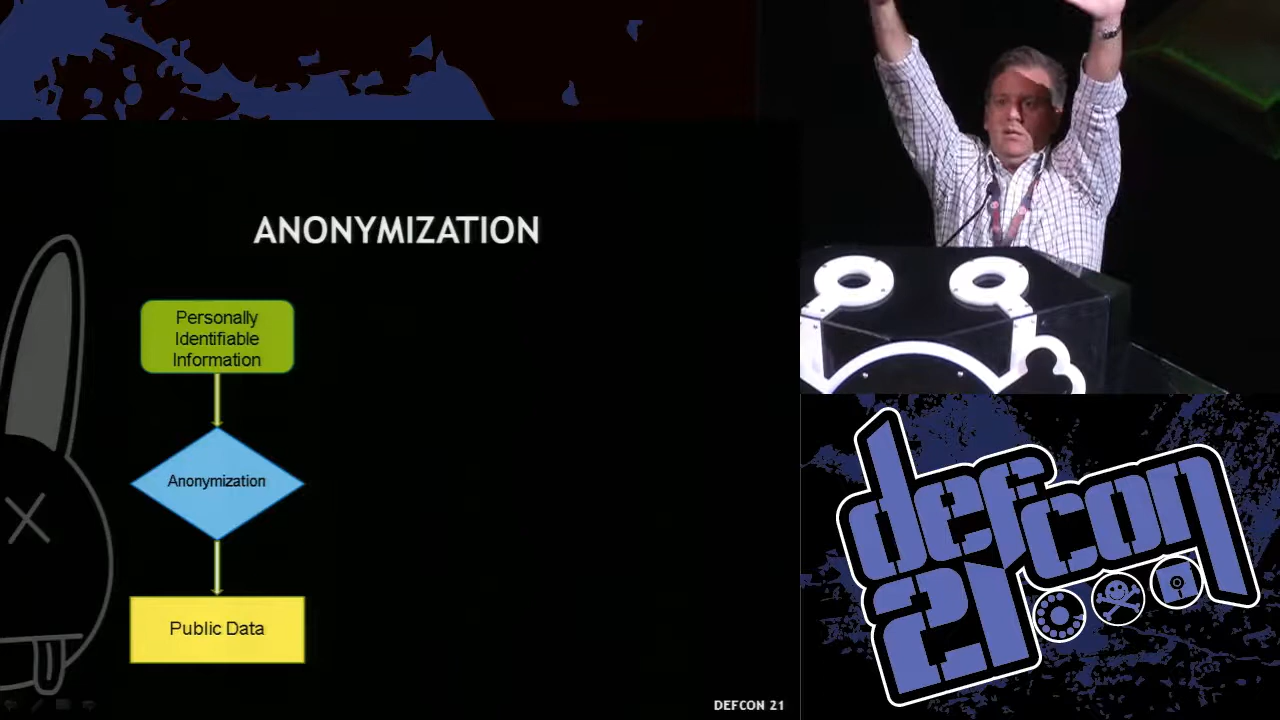 ANONYMIZATION
Personally
Identifiable
Information
Anonymization
Public Data
DEFCON 21
defcon
21